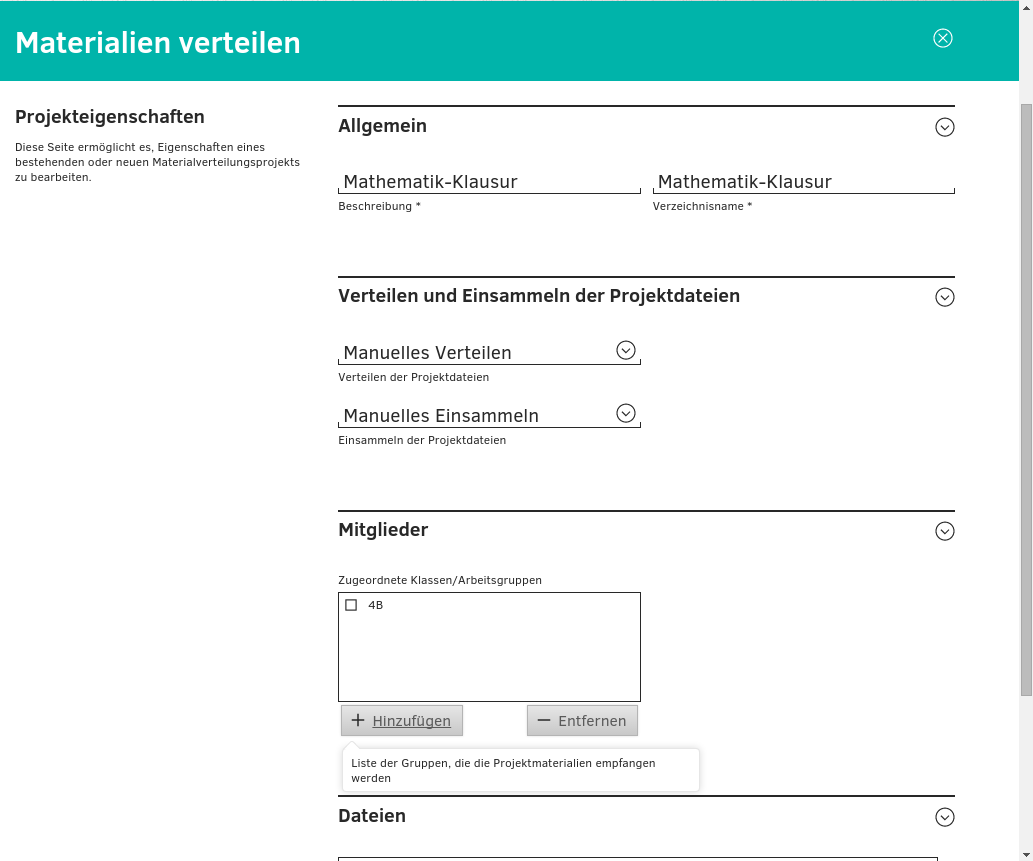 Materialien verteilen
Projekteigenschaften
Diese Seite ermöglicht es, Eigenschaften eines
bestehenden oder neuen Materialverteilungsprojekts
zu bearbeiten.
Allgemein
Mathematik-Klausur
Beschreibung *
Mathematik-Klausur
Verzeichnisname *
Verteilen und Einsammeln der Projektdateien
Manuelles Verteilen
Verteilen der Projektdateien
Manuelles Einsammeln
Einsammeln der Projektdateien
Mitglieder
Zugeordnete Klassen/Arbeitsgruppen
4B
+ Hinzufügen
− Entfernen
Liste der Gruppen, die die Projektmaterialien empfangen
werden
Dateien